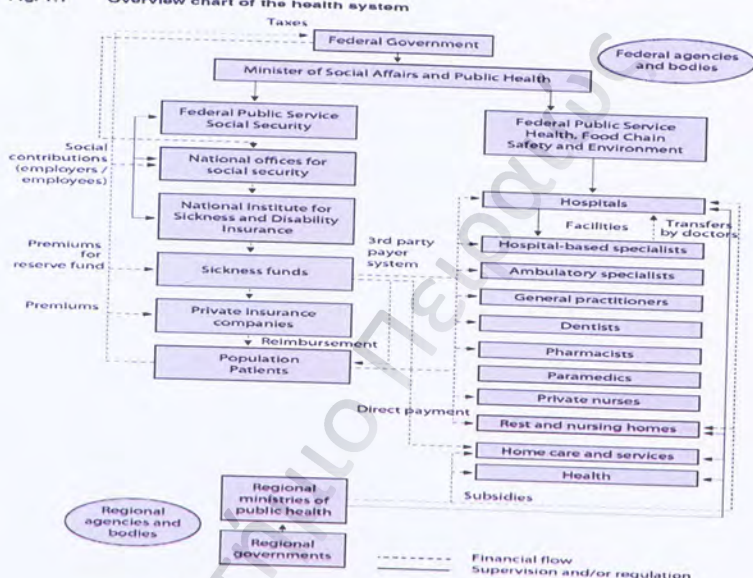 Overview chart of the health system
Taxes
Federal Government
Minister of Social Affairs and Public Health
Federal agencies
and bodies
Federal Public Service
Social Security
Federal Public Service
Health, Food Chain
Safety and Environment
Social
contributions
(employers /
employees)
National offices for
social security
National Institute for
Sickness and Disability
Insurance
Hospitals
Facilities
Transfers
by doctors
Premiums
for
reserve fund
3rd party
payer
system
Sickness funds
Hospital-based specialists
Ambulatory specialists
General practitioners
Premiums
Private insurance
companies
Dentists
Reimbursement
Pharmacists
Population
Patients
Paramedics
Private nurses
Direct payment
Rest and nursing homes
Home care and services
Health
Regional
ministries of
public health
Subsidies
Regional
agencies and
bodies
Regional
governments
Financial flow
Supervision and/or regulation
Πειραιώς